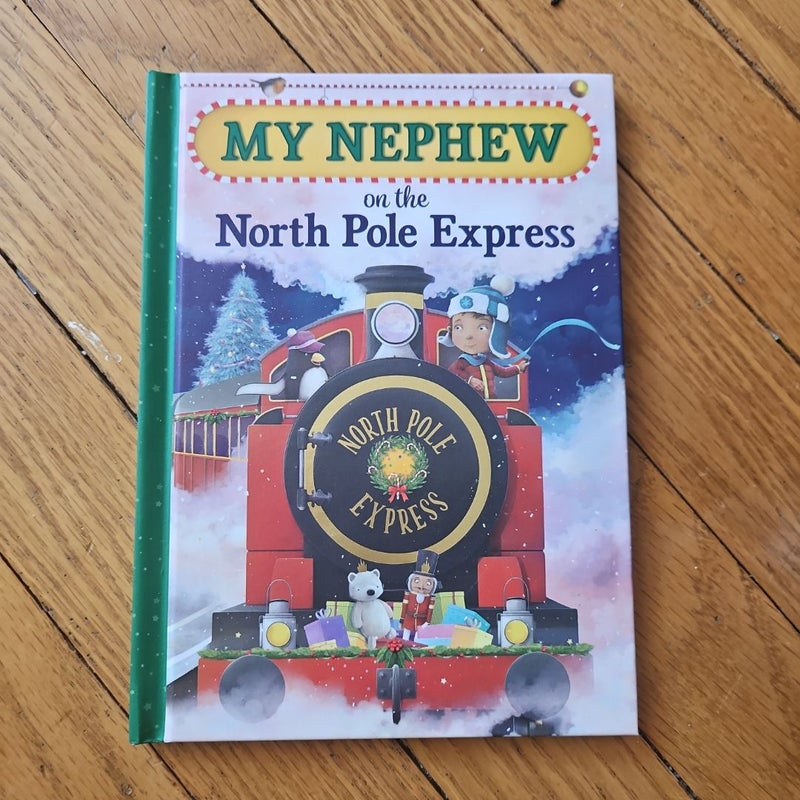 MY NEPHEW
on the
North Pole Express
NORTH POLE
EXPRESS